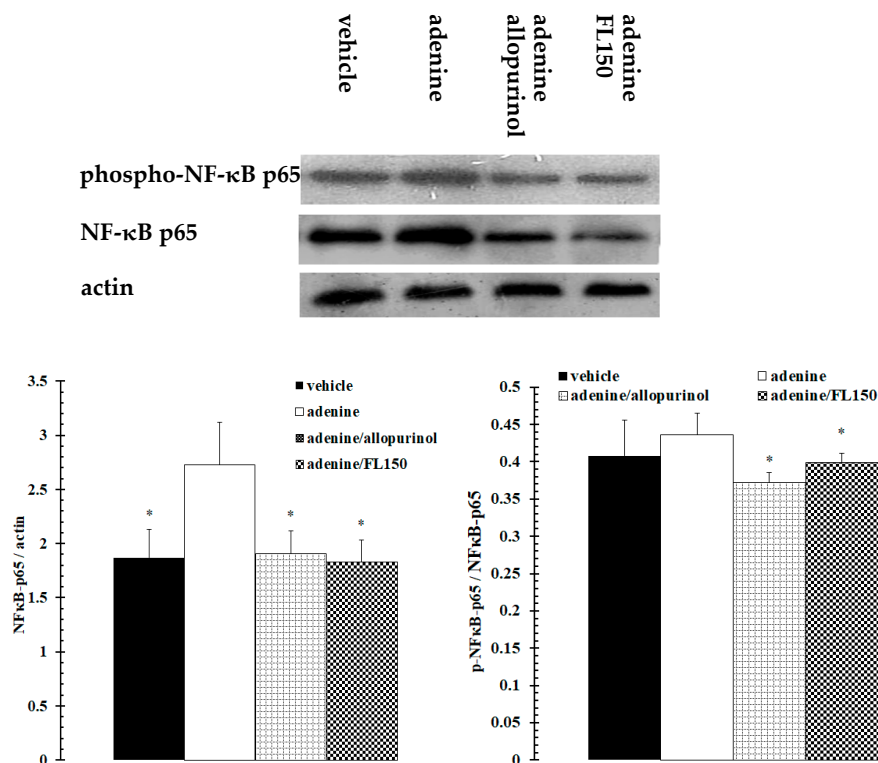 vehicle
adenine
adenine
allopurinol
adenine
FL150
phospho-NF-κB p65
NF-κB p65
actin
3.5
3
2.5
2
1.5
1
0.5
0
NFκB-p65 / actin
vehicle
adenine
adenine/allopurinol
adenine/FL150
*
*
*
vehicle
adenine
adenine/allopurinol
adenine/FL150
0.5
0.45
0.4
0.35
0.3
0.25
0.2
0.15
0.1
0.05
0
p-NFκB-p65 / NFκB-p65
*
*